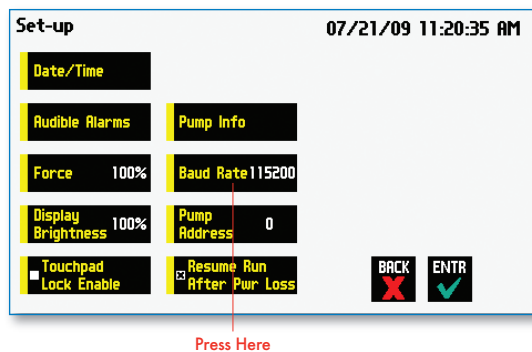 Set-up 07/21/09 11:20:35 AM
Date/Time
Audible Alarms Pump Info
Force 100% Baud Rate 115200
Display Brightness 100% Pump Address 0
Touchpad Lock Enable Resume Run After Pwr Loss
BACK ENTR
Press Here